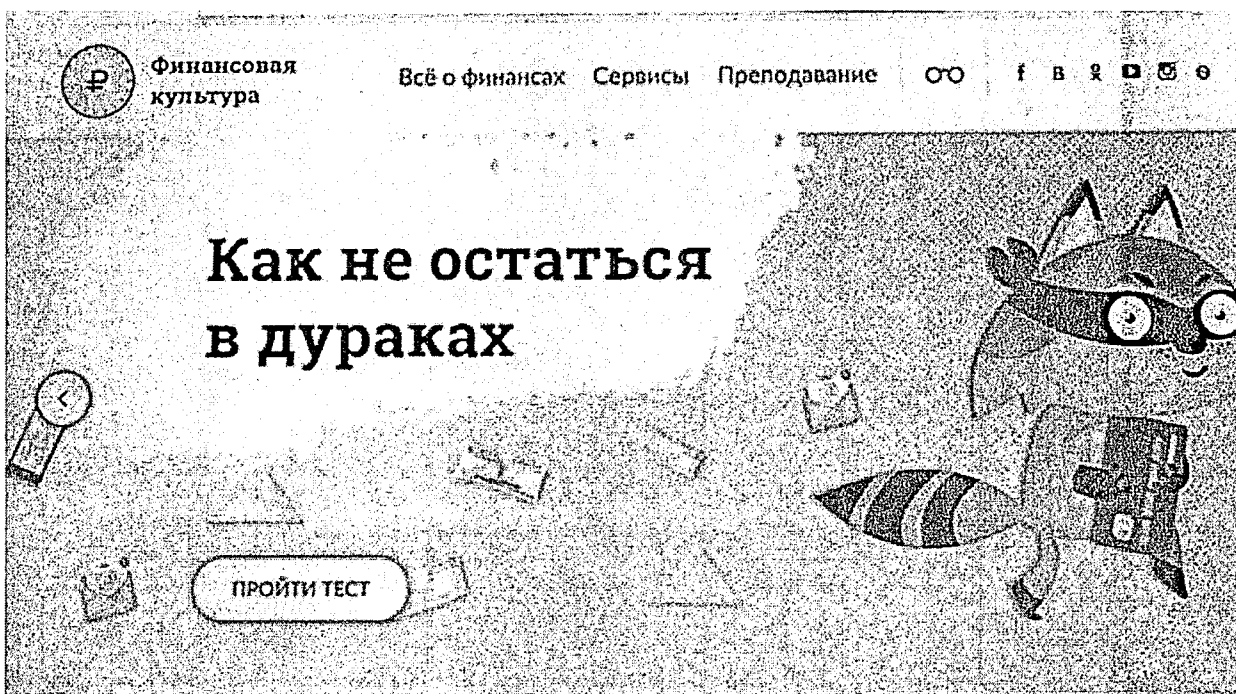 Финансовая
культура
Всё о финансах Сервисы Преподавание
Как не остаться
в дураках
ПРОЙТИ ТЕСТ